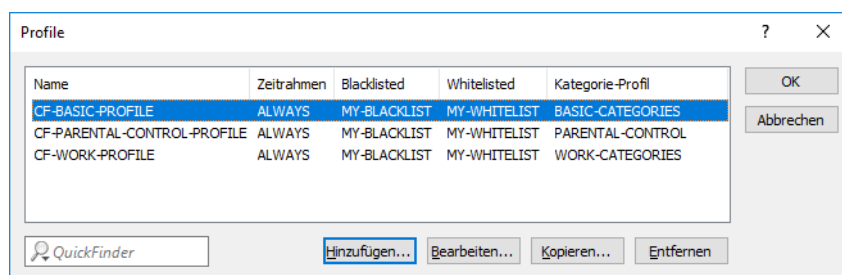 Profile ?
Name Zeitrahmen Blacklisted Whitelisted Kategorie-Profil OK
CF-BASIC-PROFILE ALWAYS MY-BLACKLIST MY-WHITELIST BASIC-CATEGORIES
CF-PARENTAL-CONTROL-PROFILE ALWAYS MY-BLACKLIST MY-WHITELIST PARENTAL-CONTROL Abbrechen
CF-WORK-PROFILE ALWAYS MY-BLACKLIST MY-WHITELIST WORK-CATEGORIES
QuickFinder Hinzufügen... Bearbeiten... Kopieren... Entfernen